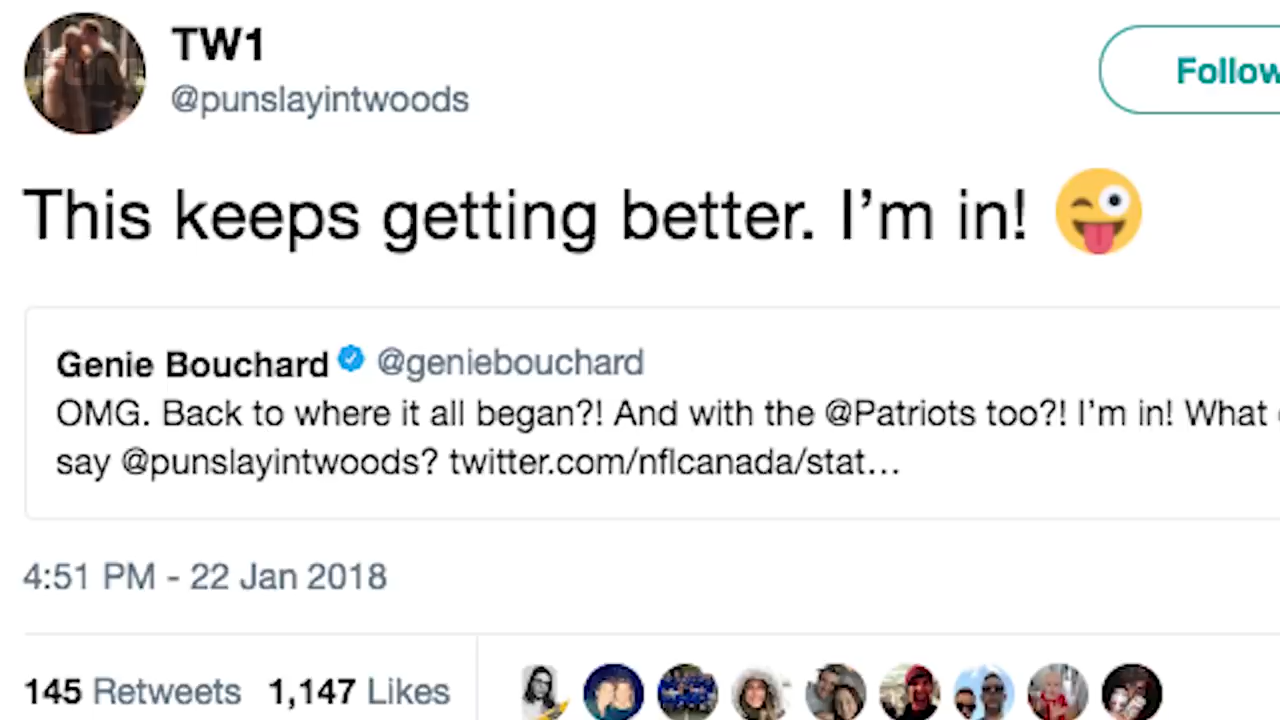 TW1
@punslayintwoods
Follow
This keeps getting better. I’m in! 😜
Genie Bouchard @geniebouchard
OMG. Back to where it all began?! And with the @Patriots too?! I’m in! What
say @punslayintwoods? twitter.com/nflcanada/stat…
4:51 PM - 22 Jan 2018
145 Retweets 1,147 Likes